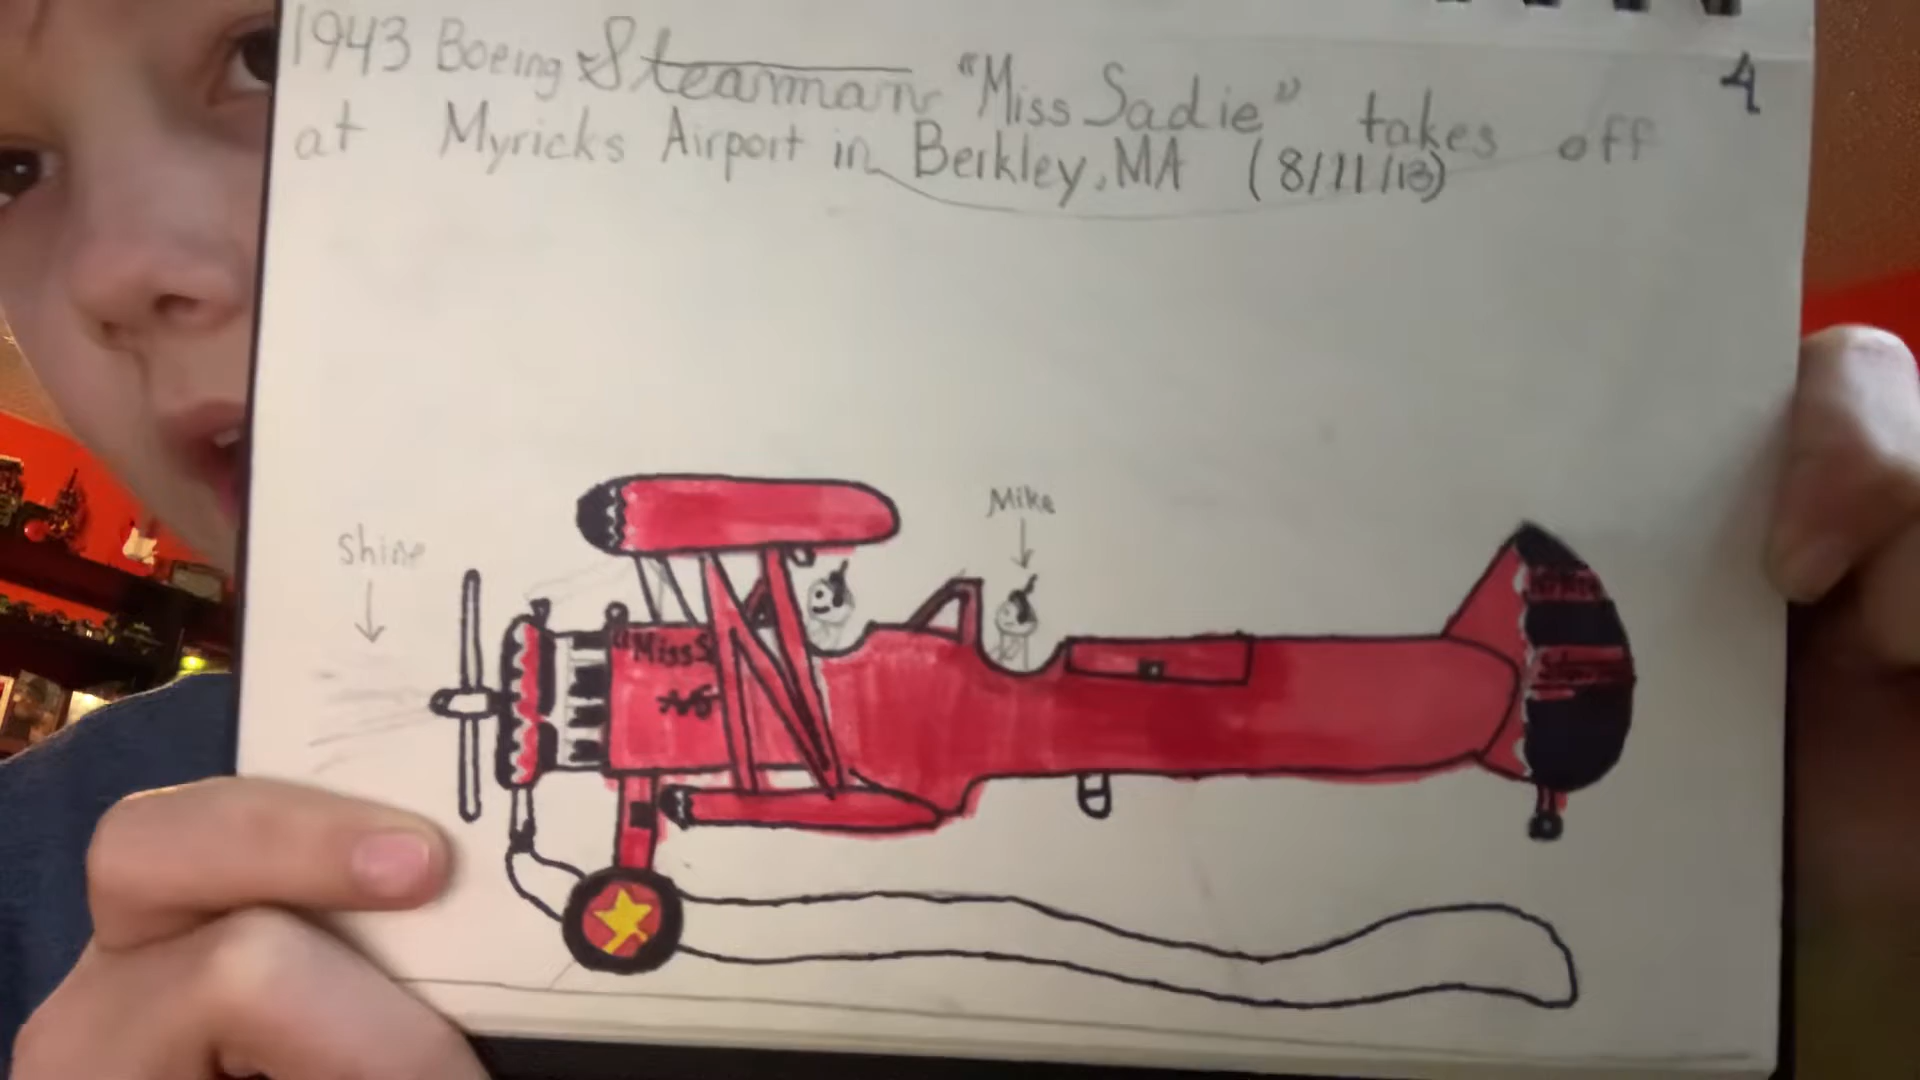 1943 Boeing Stearman "Miss Sadie" takes off
4
at Myricks Airport in Berkley, MA (8/11/13)
Mike
Shine
"Miss S